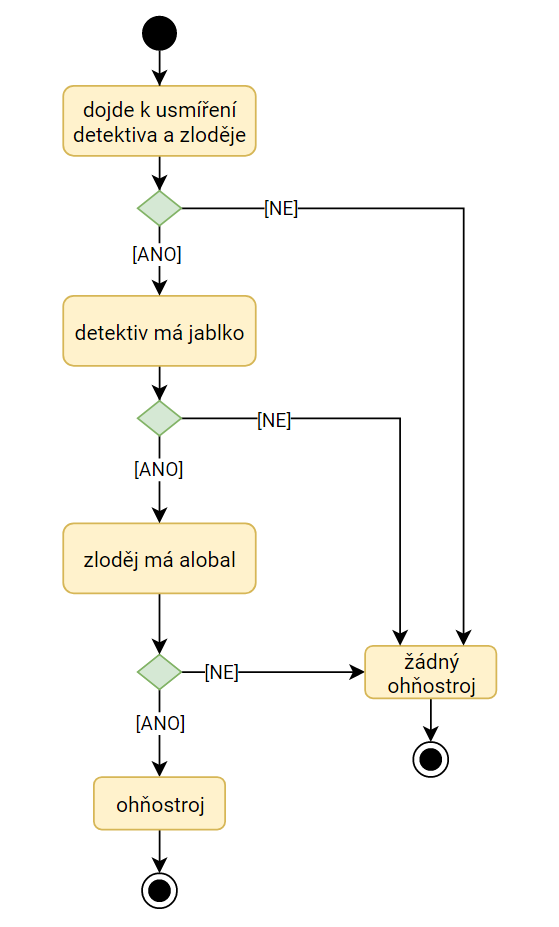 dojde k usmíření
detektiva a zloděje
[NE]
[ANO]
detektiv má jablko
[NE]
[ANO]
zloděj má alobal
[NE]
žádný
ohňostroj
[ANO]
ohňostroj